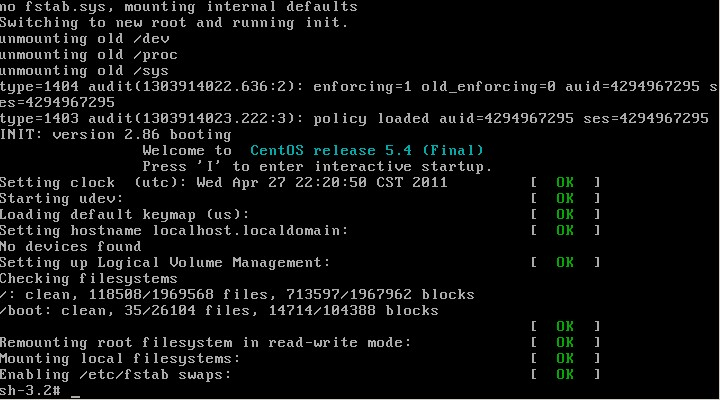 no fstab.sys, mounting internal defaults
Switching to new root and running init.
unmounting old /dev
unmounting old /proc
unmounting old /sys
type=1404 audit(1303914022.636:2): enforcing=1 old_enforcing=0 auid=4294967295 s
es=4294967295
type=1403 audit(1303914023.222:3): policy loaded auid=4294967295 ses=4294967295
INIT: version 2.86 booting
Welcome to  CentOS release 5.4 (Final)
Press 'I' to enter interactive startup.
Setting clock  (utc): Wed Apr 27 22:20:50 CST 2011 [  OK  ]
Starting udev: [  OK  ]
Loading default keymap (us): [  OK  ]
Setting hostname localhost.localdomain: [  OK  ]
No devices found
Setting up Logical Volume Management: [  OK  ]
Checking filesystems
/: clean, 118508/1969568 files, 713597/1967962 blocks
/boot: clean, 35/26104 files, 14714/104388 blocks
[  OK  ]
Remounting root filesystem in read-write mode: [  OK  ]
Mounting local filesystems: [  OK  ]
Enabling /etc/fstab swaps: [  OK  ]
sh-3.2# _